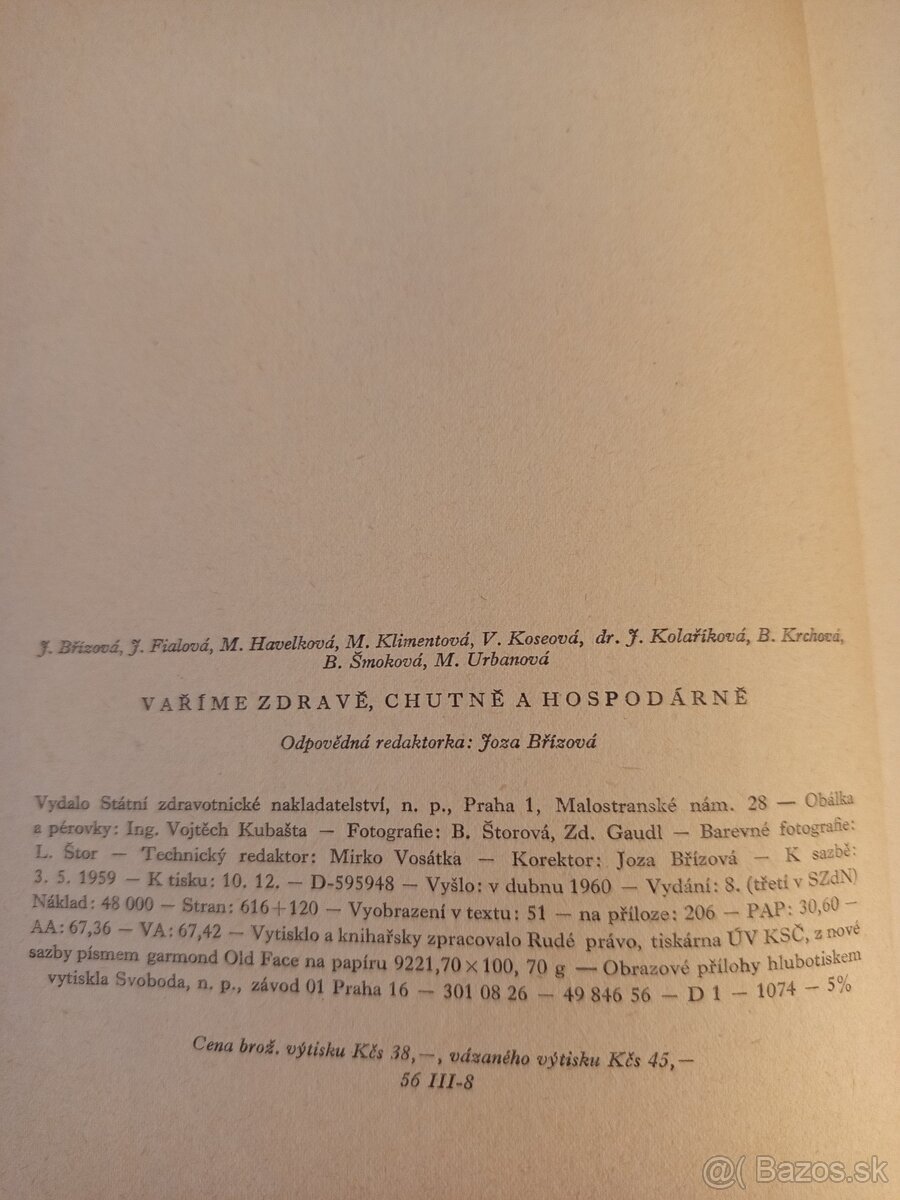 J. Břízová, J. Fialová, M. Havelková, M. Klimentová, V. Koseová, dr. J. Kolaříková, B. Krchová,
B. Šmoková, M. Urbanová
VAŘÍME ZDRAVĚ, CHUTNĚ A HOSPODÁRNĚ
Odpovědná redaktorka: Joza Břízová
Vydalo Státní zdravotnické nakladatelství, n. p., Praha 1, Malostranské nám. 28 — Obálka
a pérovky: Ing. Vojtěch Kubašta — Fotografie: B. Štorová, Zd. Gaudl — Barevné fotografie:
L. Štor — Technický redaktor: Mirko Vosátka — Korektor: Joza Břízová — K sazbě:
3. 5. 1959 — K tisku: 10. 12. — D-595948 — Vyšlo: v dubnu 1960 — Vydání: 8. (třetí v SZdN)
Náklad: 48 000 — Stran: 616+120 — Vyobrazení v textu: 51 — na příloze: 206 — PAP: 30,60 —
AA: 67,36 — VA: 67,42 — Vytisklo a knihařsky zpracovalo Rudé právo, tiskárna ÚV KSČ, z nové
sazby písmem garmond Old Face na papíru 9221,70×100, 70 g — Obrazové přílohy hlubotiskem
vytiskla Svoboda, n. p., závod 01 Praha 16 — 301 08 26 — 49 846 56 — D 1 — 1074 — 5%
Cena brož. výtisku Kčs 38,—, vázaného výtisku Kčs 45,—
56 III-8
@( Bazos.sk